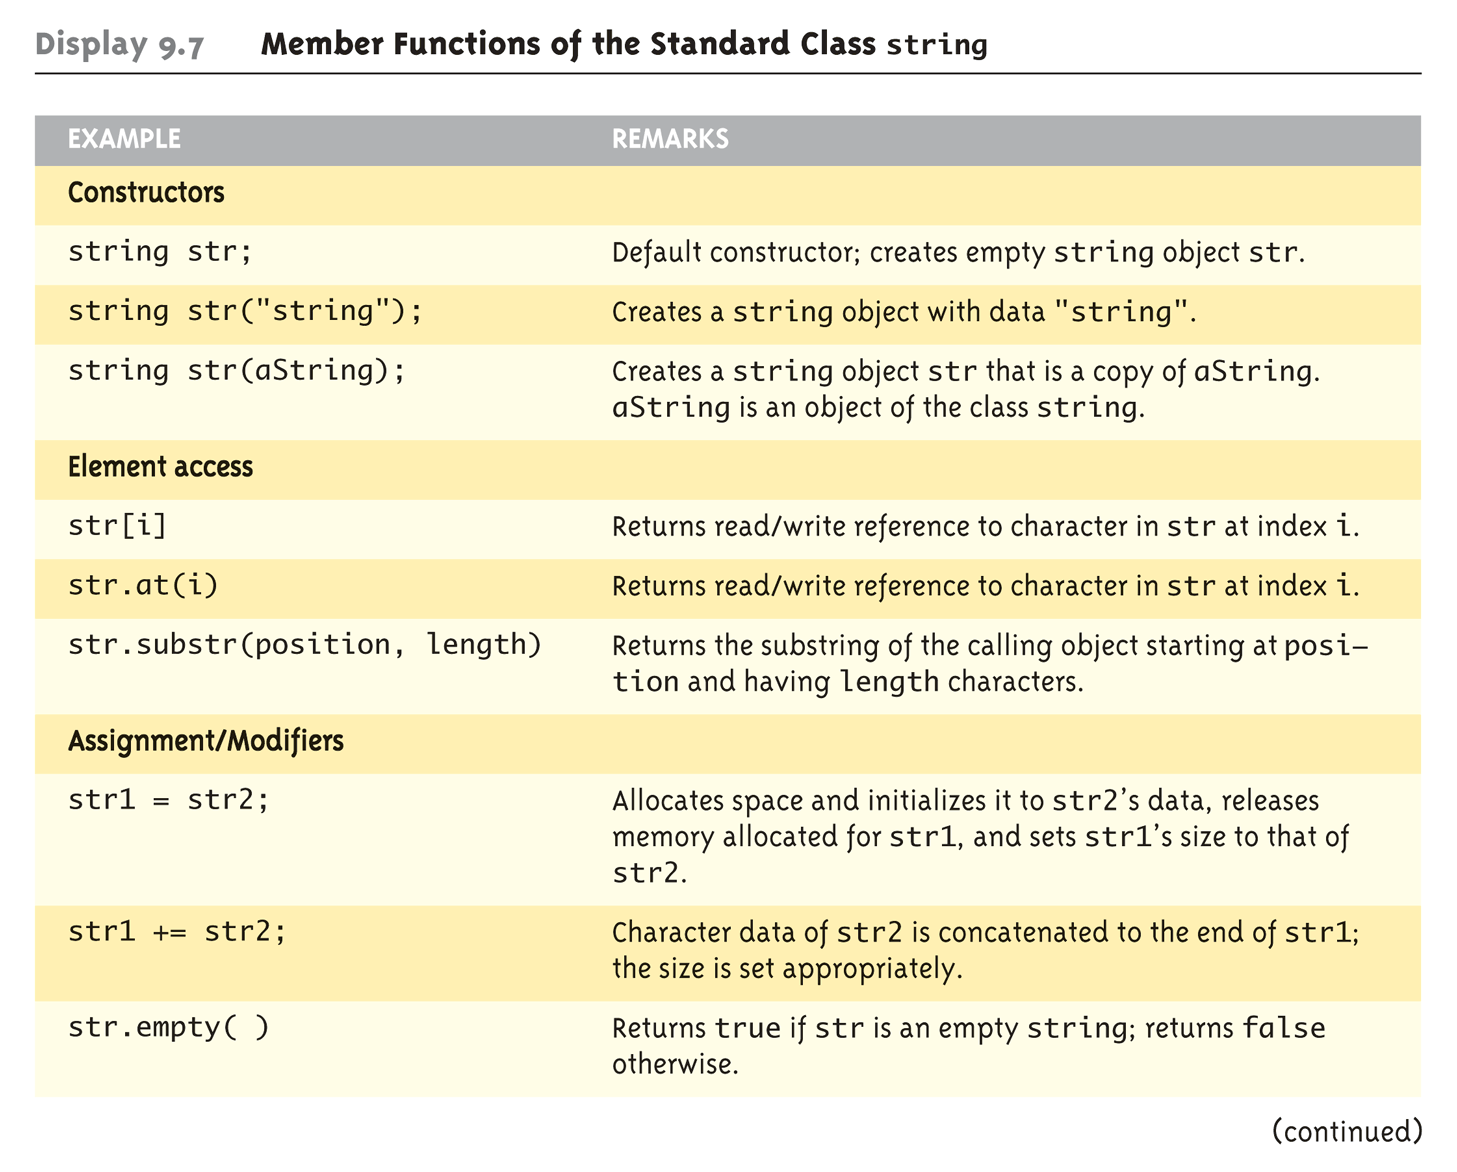 Display 9.7 Member Functions of the Standard Class string
EXAMPLE REMARKS
Constructors
string str; Default constructor; creates empty string object str.
string str("string"); Creates a string object with data "string".
string str(aString); Creates a string object str that is a copy of aString.
aString is an object of the class string.
Element access
str[i] Returns read/write reference to character in str at index i.
str.at(i) Returns read/write reference to character in str at index i.
str.substr(position, length) Returns the substring of the calling object starting at posi–
tion and having length characters.
Assignment/Modifiers
str1 = str2; Allocates space and initializes it to str2’s data, releases
memory allocated for str1, and sets str1’s size to that of
str2.
str1 += str2; Character data of str2 is concatenated to the end of str1;
the size is set appropriately.
str.empty( ) Returns true if str is an empty string; returns false
otherwise.
(continued)